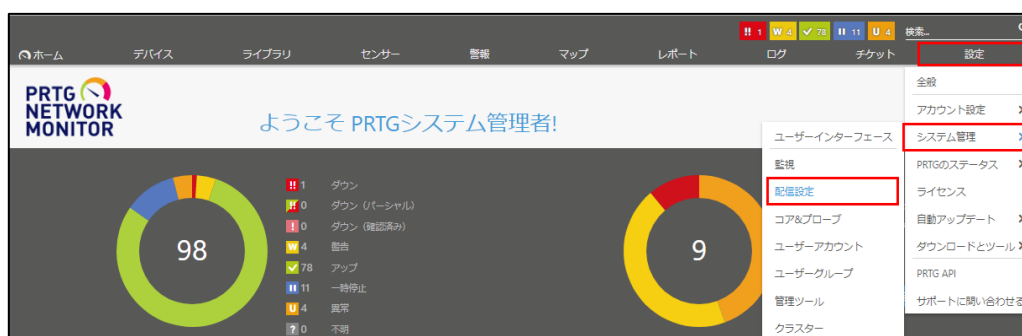 !! 1 W 4 ✓ 78 II 11 U 4 検索...
ホーム デバイス ライブラリ センサー 警報 マップ レポート ログ チケット 設定
PRTG
NETWORK
MONITOR
ようこそ PRTGシステム管理者!
全般
アカウント設定
システム管理
PRTGのステータス
ライセンス
自動アップデート
ダウンロードとツール
PRTG API
サポートに問い合わせる
ユーザーインターフェース
監視
配信設定
コア&プローブ
ユーザーアカウント
ユーザーグループ
管理ツール
クラスター
98
!! 1 ダウン
!! 0 ダウン（パーシャル）
! 0 ダウン（確認済み）
W 4 警告
✓ 78 アップ
II 11 一時停止
U 4 異常
? 0 不明
9